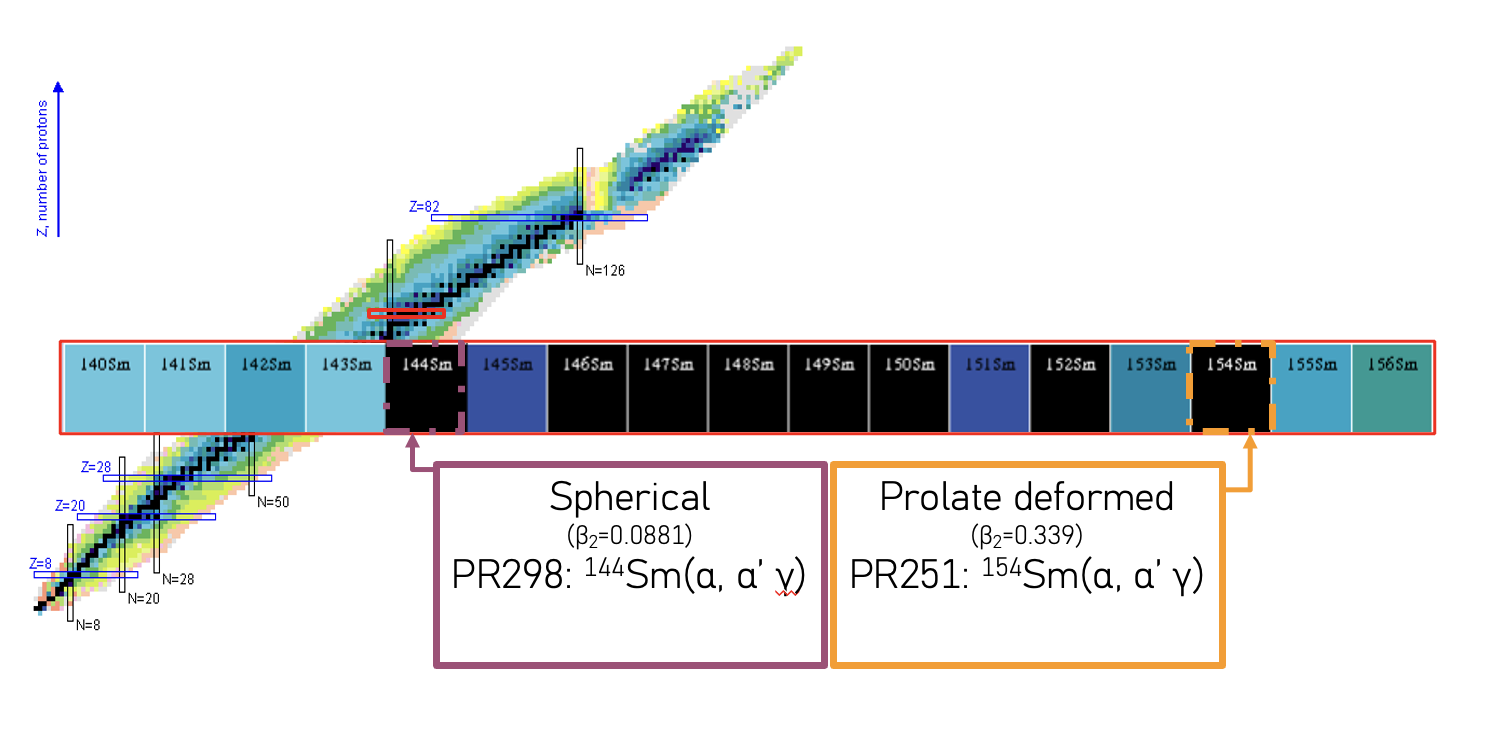 Z, number of protons
Z=82
N=126
140Sm 141Sm 142Sm 143Sm 144Sm 145Sm 146Sm 147Sm 148Sm 149Sm 150Sm 151Sm 152Sm 153Sm 154Sm 155Sm 156Sm
Z=28
N=50
Z=20
N=28
Z=8
N=20
N=8
Spherical
(β₂=0.0881)
PR298: ¹⁴⁴Sm(α, α’ γ)
Prolate deformed
(β₂=0.339)
PR251: ¹⁵⁴Sm(α, α’ γ)